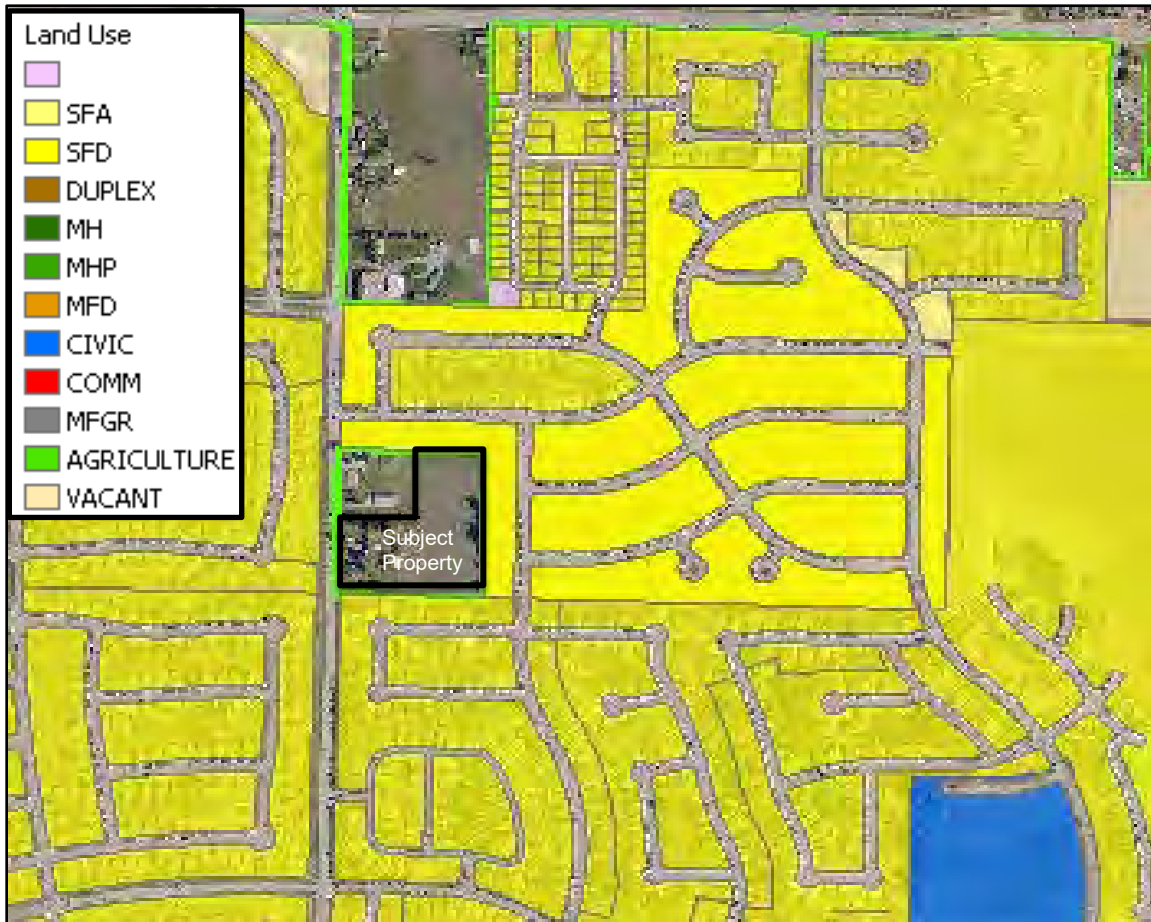 Land Use
SFA
SFD
DUPLEX
MH
MHP
MFD
CIVIC
COMM
MFGR
AGRICULTURE
VACANT
Subject
Property